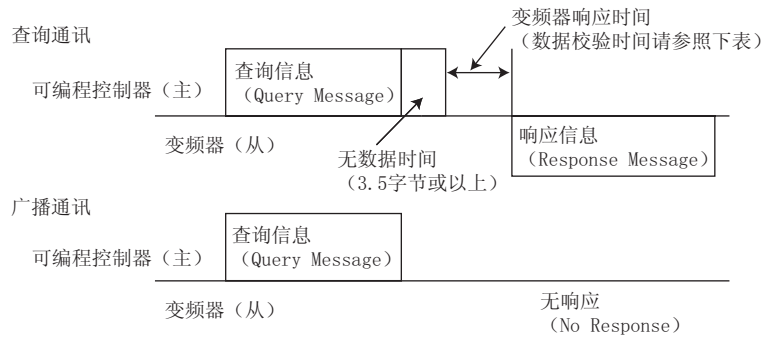 变频器响应时间
（数据校验时间请参照下表）
查询通讯
查询信息
（Query Message）
可编程控制器（主）
变频器（从）
无数据时间
（3.5字节或以上）
响应信息
（Response Message）
广播通讯
查询信息
（Query Message）
可编程控制器（主）
变频器（从）
无响应
（No Response）